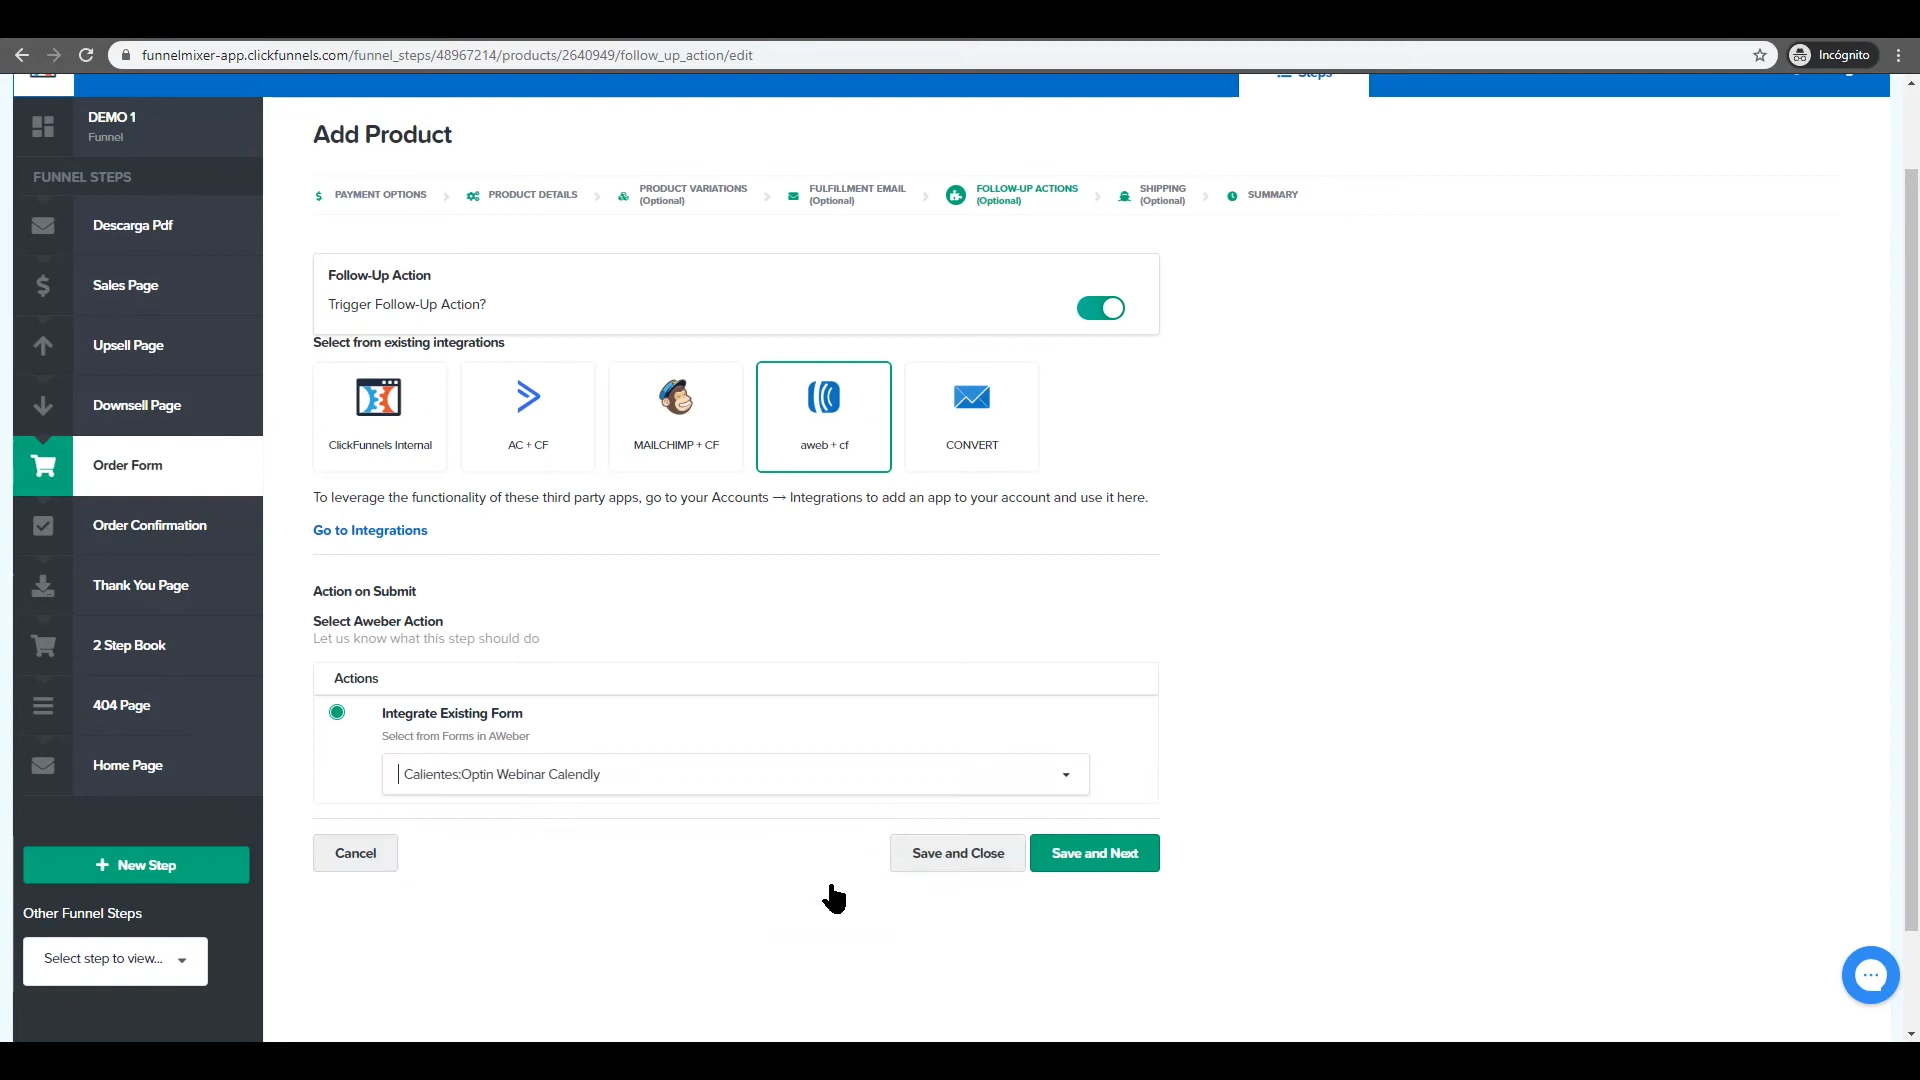 funnelmixer-app.clickfunnels.com/funnel_steps/48967214/products/2640949/follow_up_action/edit
Incógnito
Steps
DEMO 1
Funnel
FUNNEL STEPS
Descarga Pdf
Sales Page
Upsell Page
Downsell Page
Order Form
Order Confirmation
Thank You Page
2 Step Book
404 Page
Home Page
+ New Step
Other Funnel Steps
Select step to view...
Add Product
PAYMENT OPTIONS
PRODUCT DETAILS
PRODUCT VARIATIONS
(Optional)
FULFILLMENT EMAIL
(Optional)
FOLLOW-UP ACTIONS
(Optional)
SHIPPING
(Optional)
SUMMARY
Follow-Up Action
Trigger Follow-Up Action?
Select from existing integrations
ClickFunnels Internal
AC + CF
MAILCHIMP + CF
aweb + cf
CONVERT
To leverage the functionality of these third party apps, go to your Accounts → Integrations to add an app to your account and use it here.
Go to Integrations
Action on Submit
Select Aweber Action
Let us know what this step should do
Actions
Integrate Existing Form
Select from Forms in AWeber
Calientes:Optin Webinar Calendly
Cancel
Save and Close
Save and Next